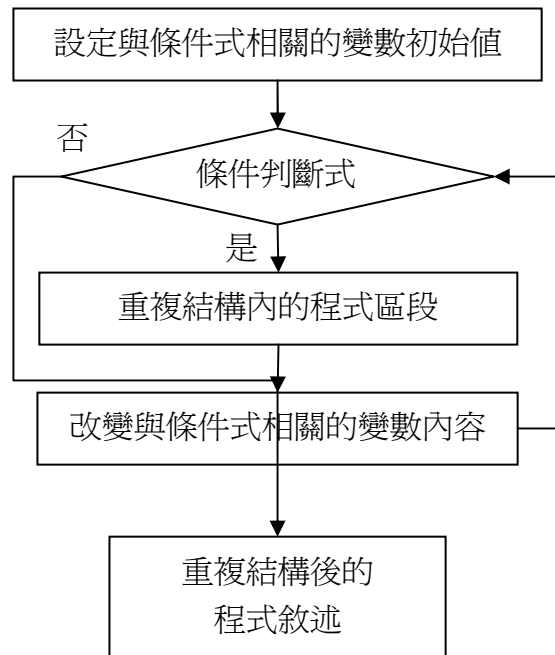 設定與條件式相關的變數初始值
否
條件判斷式
是
重複結構內的程式區段
改變與條件式相關的變數內容
重複結構後的
程式敘述